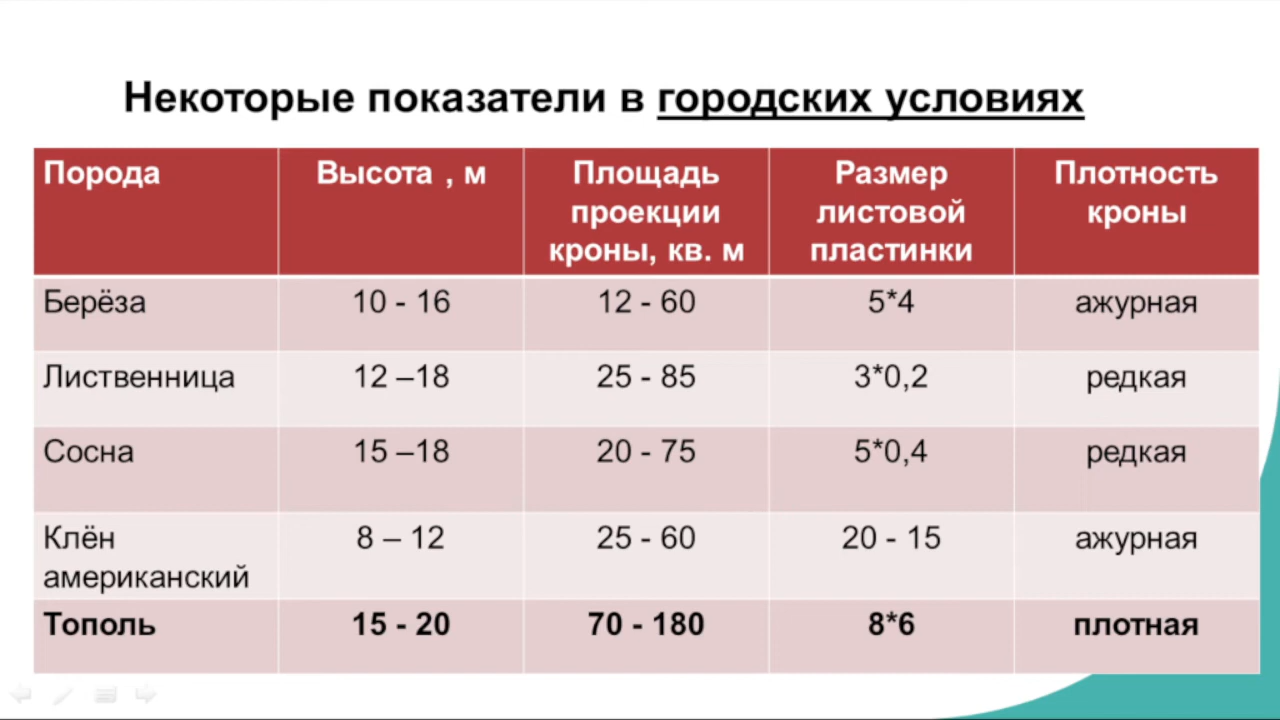 Некоторые показатели в городских условиях
Порода Высота , м Площадь проекции кроны, кв. м Размер листовой пластинки Плотность кроны
Берёза 10 - 16 12 - 60 5*4 ажурная
Лиственница 12 –18 25 - 85 3*0,2 редкая
Сосна 15 –18 20 - 75 5*0,4 редкая
Клён американский 8 – 12 25 - 60 20 - 15 ажурная
Тополь 15 - 20 70 - 180 8*6 плотная